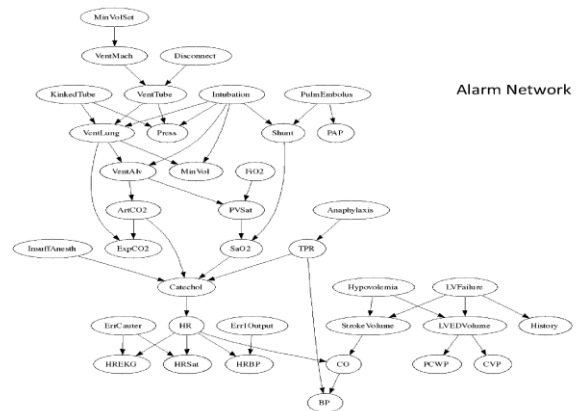 MinVolSet
Alarm Network
VentMach
Disconnect
KinkedTube
VentTube
Intubation
PulmEmbolus
VentLung
Press
Shunt
PAP
VentAlv
MinVol
FiO2
ArtCO2
PVSat
Anaphylaxis
InsuffAnesth
ExpCO2
SaO2
TPR
Catechol
Hypovolemia
LVFailure
ErrCauter
HR
Err1Output
StrokeVolume
LVEDVolume
History
HREKG
HRSat
HRBP
CO
PCWP
CVP
BP